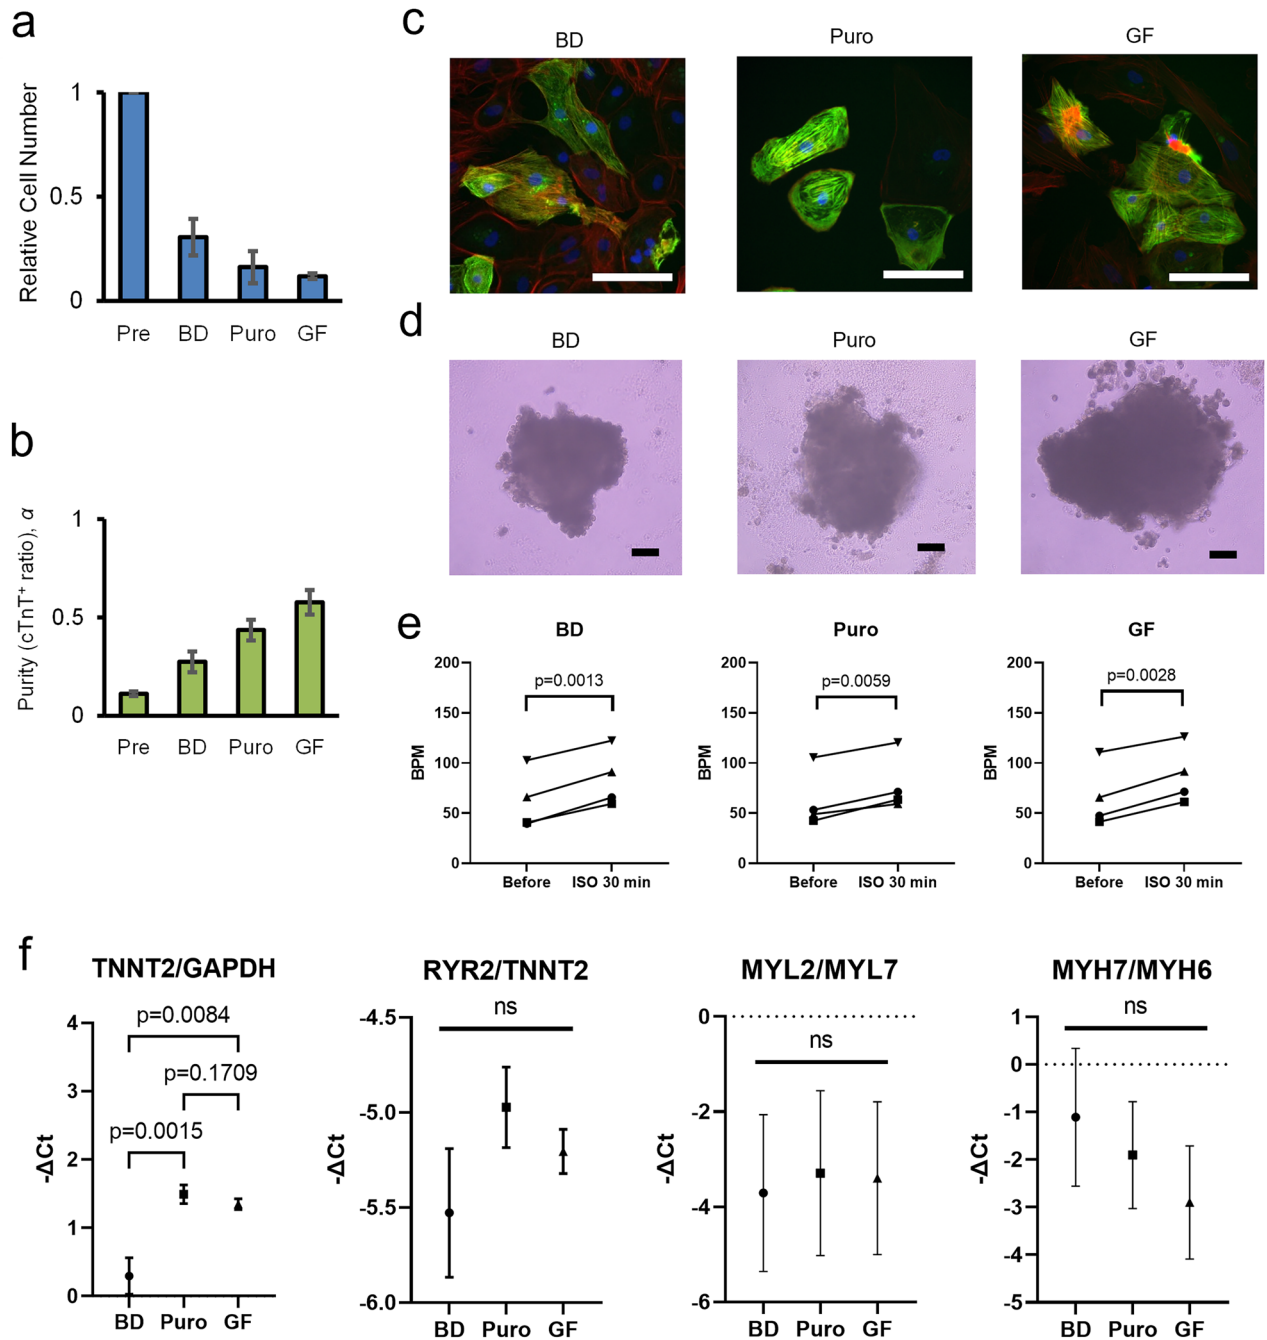 a
Relative Cell Number
1
0.5
0
Pre BD Puro GF
b
Purity (cTnT⁺ ratio), α
1
0.5
0
Pre BD Puro GF
c
BD Puro GF
d
BD Puro GF
e
BD
BPM
200
150
100
50
0
p=0.0013
Before ISO 30 min
Puro
BPM
200
150
100
50
0
p=0.0059
Before ISO 30 min
GF
BPM
200
150
100
50
0
p=0.0028
Before ISO 30 min
f
TNNT2/GAPDH
-ΔCt
4
3
2
1
0
p=0.0084
p=0.1709
p=0.0015
BD Puro GF
RYR2/TNNT2
-ΔCt
-4.5
-5.0
-5.5
-6.0
ns
BD Puro GF
MYL2/MYL7
-ΔCt
0
-2
-4
-6
ns
BD Puro GF
MYH7/MYH6
-ΔCt
1
0
-1
-2
-3
-4
-5
ns
BD Puro GF